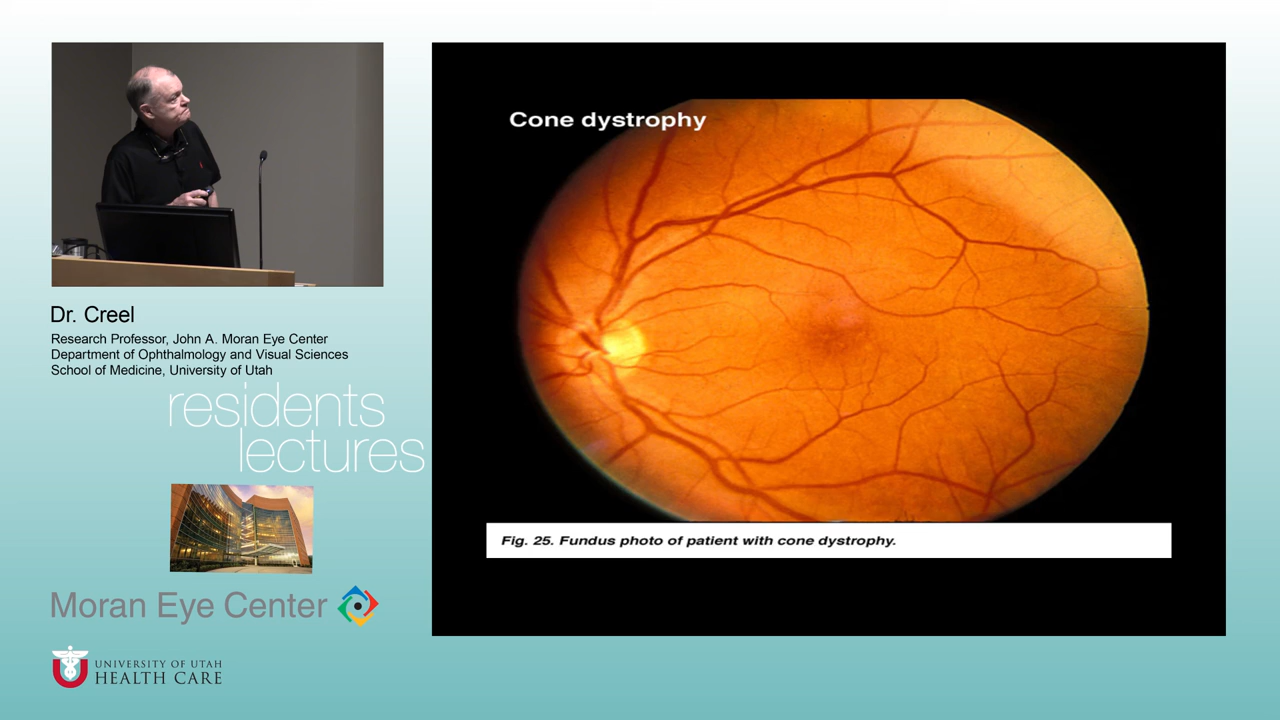 Dr. Creel
Research Professor, John A. Moran Eye Center
Department of Ophthalmology and Visual Sciences
School of Medicine, University of Utah
residents
lectures
Moran Eye Center
UNIVERSITY OF UTAH
HEALTH CARE
Cone dystrophy
Fig. 25. Fundus photo of patient with cone dystrophy.